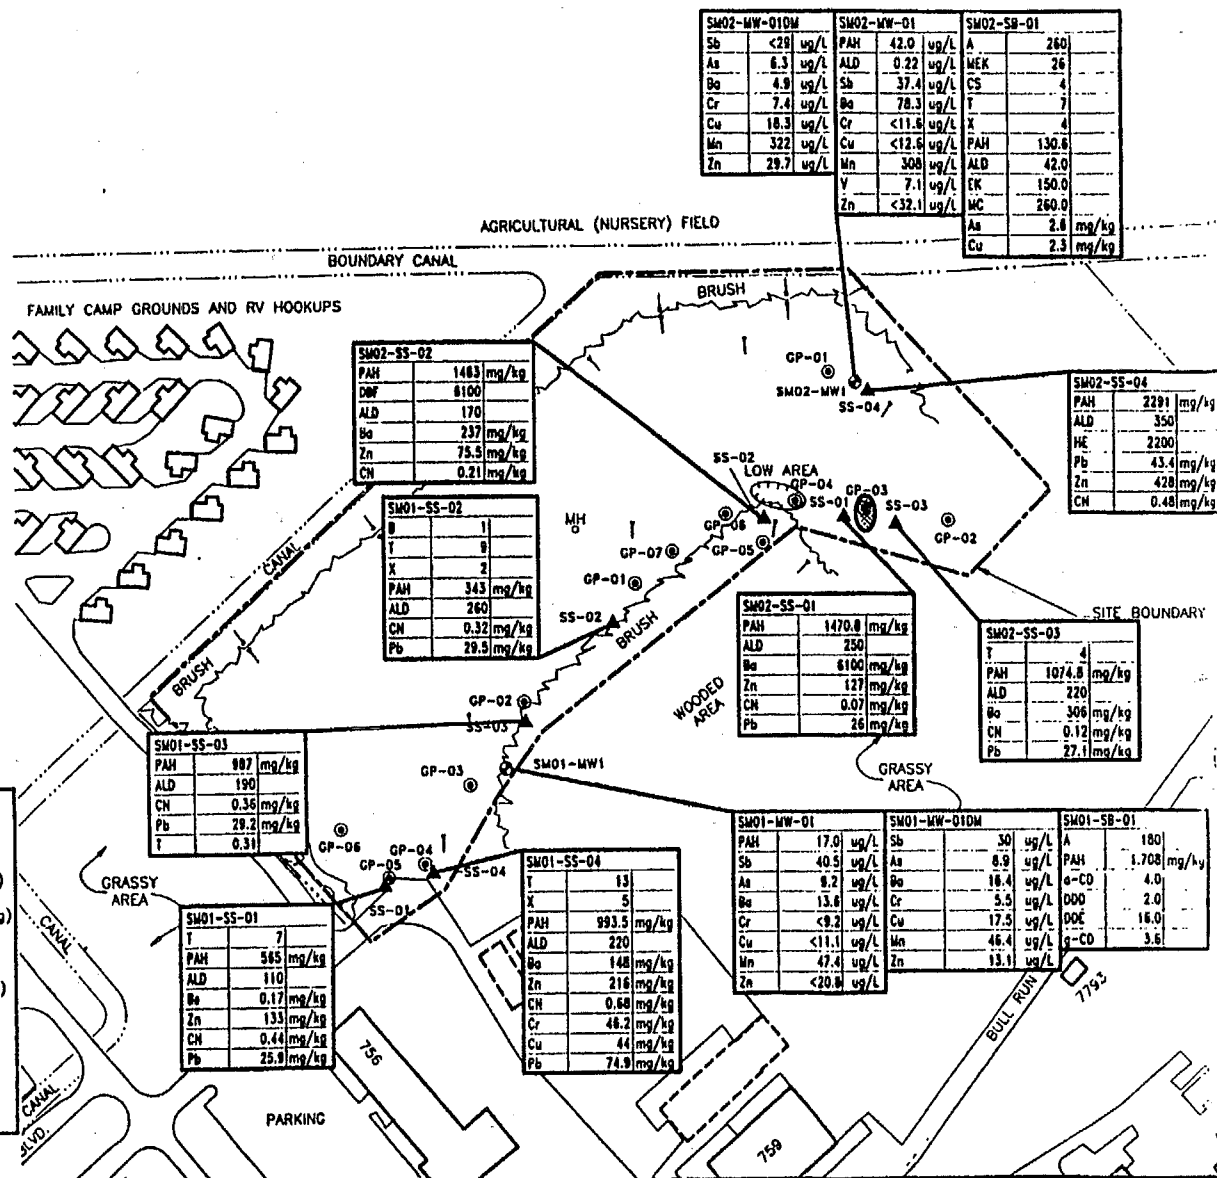 SM02-MW-01DM
Sb <29 ug/L
As 6.3 ug/L
Ba 4.9 ug/L
Cr 7.4 ug/L
Cu 18.3 ug/L
Mn 322 ug/L
Zn 29.7 ug/L
SM02-MW-01
PAH 42.0 ug/L
ALD 0.22 ug/L
Sb 37.4 ug/L
Ba 78.3 ug/L
Cr <11.6 ug/L
Cu <12.6 ug/L
Mn 308 ug/L
V 7.1 ug/L
Zn <32.1 ug/L
SM02-SB-01
A 260
MEK 26
CS 4
T 7
X 4
PAH 130.6
ALD 42.0
EK 150.0
MC 260.0
As 2.6 mg/kg
Cu 2.3 mg/kg
AGRICULTURAL (NURSERY) FIELD
BOUNDARY CANAL
FAMILY CAMP GROUNDS AND RV HOOKUPS
BRUSH
SM02-SS-02
PAH 1463 mg/kg
DBF 6100
ALD 170
Ba 237 mg/kg
Zn 75.5 mg/kg
CN 0.21 mg/kg
GP-01
SM02-MW1
SS-04
SM02-SS-04
PAH 2291 mg/kg
ALD 350
HE 2200
Pb 43.4 mg/kg
Zn 428 mg/kg
CN 0.48 mg/kg
SS-02
LOW AREA
GP-04
SS-01
GP-03
SS-03
GP-02
GP-06
GP-05
GP-07
GP-01
MH
SM01-SS-02
B 1
T 9
X 2
PAH 343 mg/kg
ALD 260
CN 0.32 mg/kg
Pb 29.5 mg/kg
CANAL
BRUSH
SS-02
BRUSH
SITE BOUNDARY
SM02-SS-01
PAH 1470.8 mg/kg
ALD 250
Ba 6100 mg/kg
Zn 127 mg/kg
CN 0.07 mg/kg
Pb 26 mg/kg
SM02-SS-03
T 4
PAH 1074.8 mg/kg
ALD 220
Ba 306 mg/kg
CN 0.12 mg/kg
Pb 27.1 mg/kg
WOODED
AREA
GP-02
SS-03
SM01-SS-03
PAH 987 mg/kg
ALD 190
CN 0.36 mg/kg
Pb 29.2 mg/kg
T 0.31
GP-03
SM01-MW1
GRASSY
AREA
SM01-MW-01
PAH 17.0 ug/L
Sb 40.5 ug/L
As 9.2 ug/L
Ba 13.6 ug/L
Cr <9.2 ug/L
Cu <11.1 ug/L
Mn 47.4 ug/L
Zn <20.8 ug/L
SM01-MW-01DM
Sb 30 ug/L
As 8.9 ug/L
Ba 16.4 ug/L
Cr 5.5 ug/L
Cu 17.5 ug/L
Mn 46.4 ug/L
Zn 13.1 ug/L
SM01-SB-01
A 180
PAH 1.708 mg/kg
a-CD 4.0
DDD 2.0
DOE 16.0
g-CD 3.6
GP-06
GP-05
GP-04
SS-04
SS-01
GRASSY
AREA
CANAL
SM01-SS-01
T 7
PAH 565 mg/kg
ALD 110
Be 0.17 mg/kg
Zn 133 mg/kg
CN 0.44 mg/kg
Pb 25.9 mg/kg
SM01-SS-04
T 13
X 5
PAH 993.5 mg/kg
ALD 220
Ba 148 mg/kg
Zn 216 mg/kg
CN 0.68 mg/kg
Cr 46.2 mg/kg
Cu 44 mg/kg
Pb 74.9 mg/kg
BULL RUN
7793
756
PARKING
759
CANAL
BLVD.